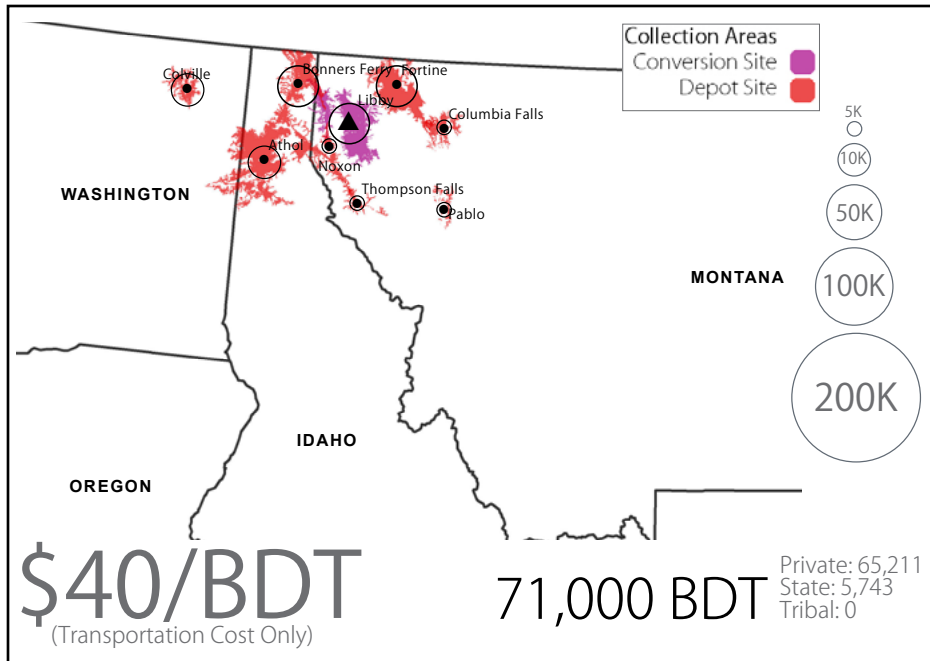 Collection Areas
Conversion Site
Depot Site
Colville
Bonners Ferry
Fortine
Libby
Columbia Falls
Athol
Noxon
Thompson Falls
Pablo
WASHINGTON
MONTANA
IDAHO
OREGON
5K
10K
50K
100K
200K
$40/BDT
(Transportation Cost Only)
71,000 BDT
Private: 65,211
State: 5,743
Tribal: 0